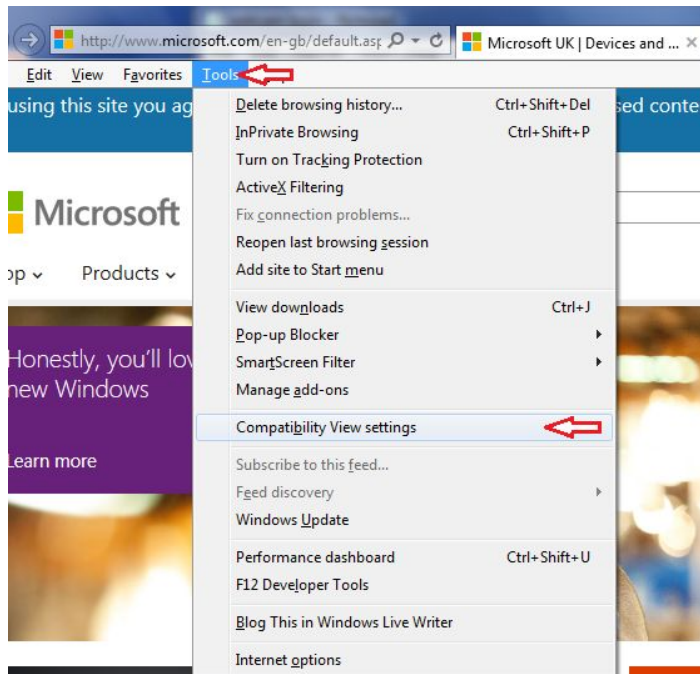 http://www.microsoft.com/en-gb/default.asp
Microsoft UK | Devices and ...
Edit View Favorites Tools
using this site you ag
sed conte
Delete browsing history... Ctrl+Shift+Del
InPrivate Browsing Ctrl+Shift+P
Turn on Tracking Protection
ActiveX Filtering
Fix connection problems...
Reopen last browsing session
Add site to Start menu
Microsoft
op Products
View downloads Ctrl+J
Pop-up Blocker
SmartScreen Filter
Manage add-ons
Honestly, you'll lov
new Windows
Learn more
Compatibility View settings
Subscribe to this feed...
Feed discovery
Windows Update
Performance dashboard Ctrl+Shift+U
F12 Developer Tools
Blog This in Windows Live Writer
Internet options